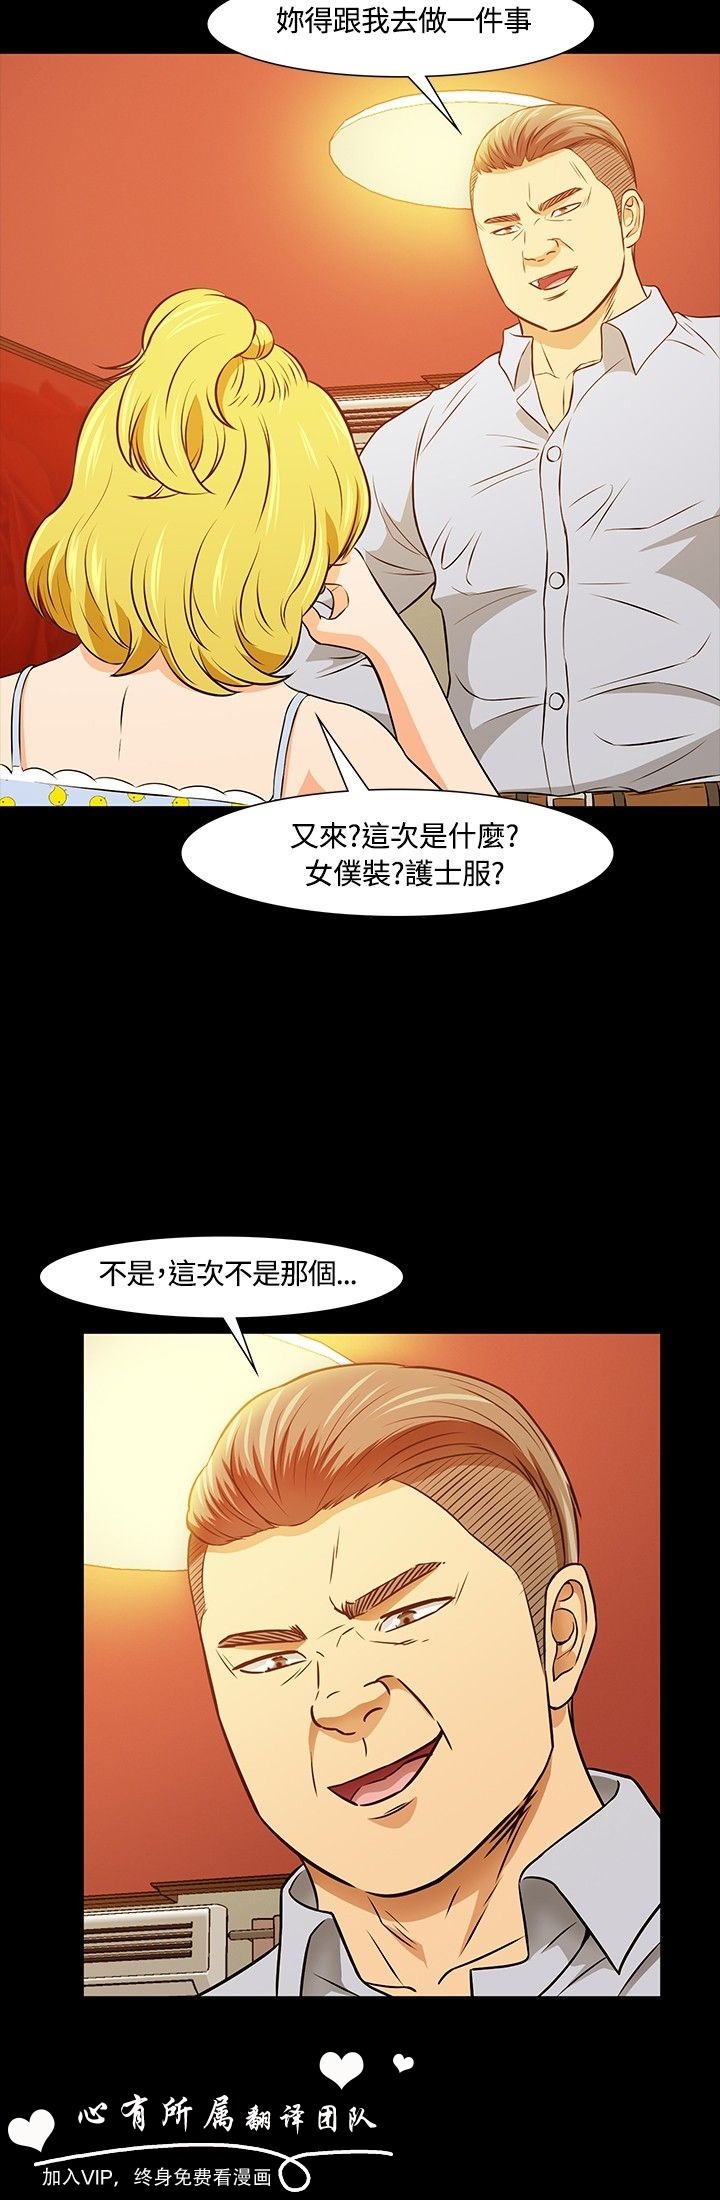 妳得跟我去做一件事
又來?這次是什麼?
女僕裝?護士服?
不是，這次不是那個...
心有所属翻译团队
加入VIP，终身免费看漫画